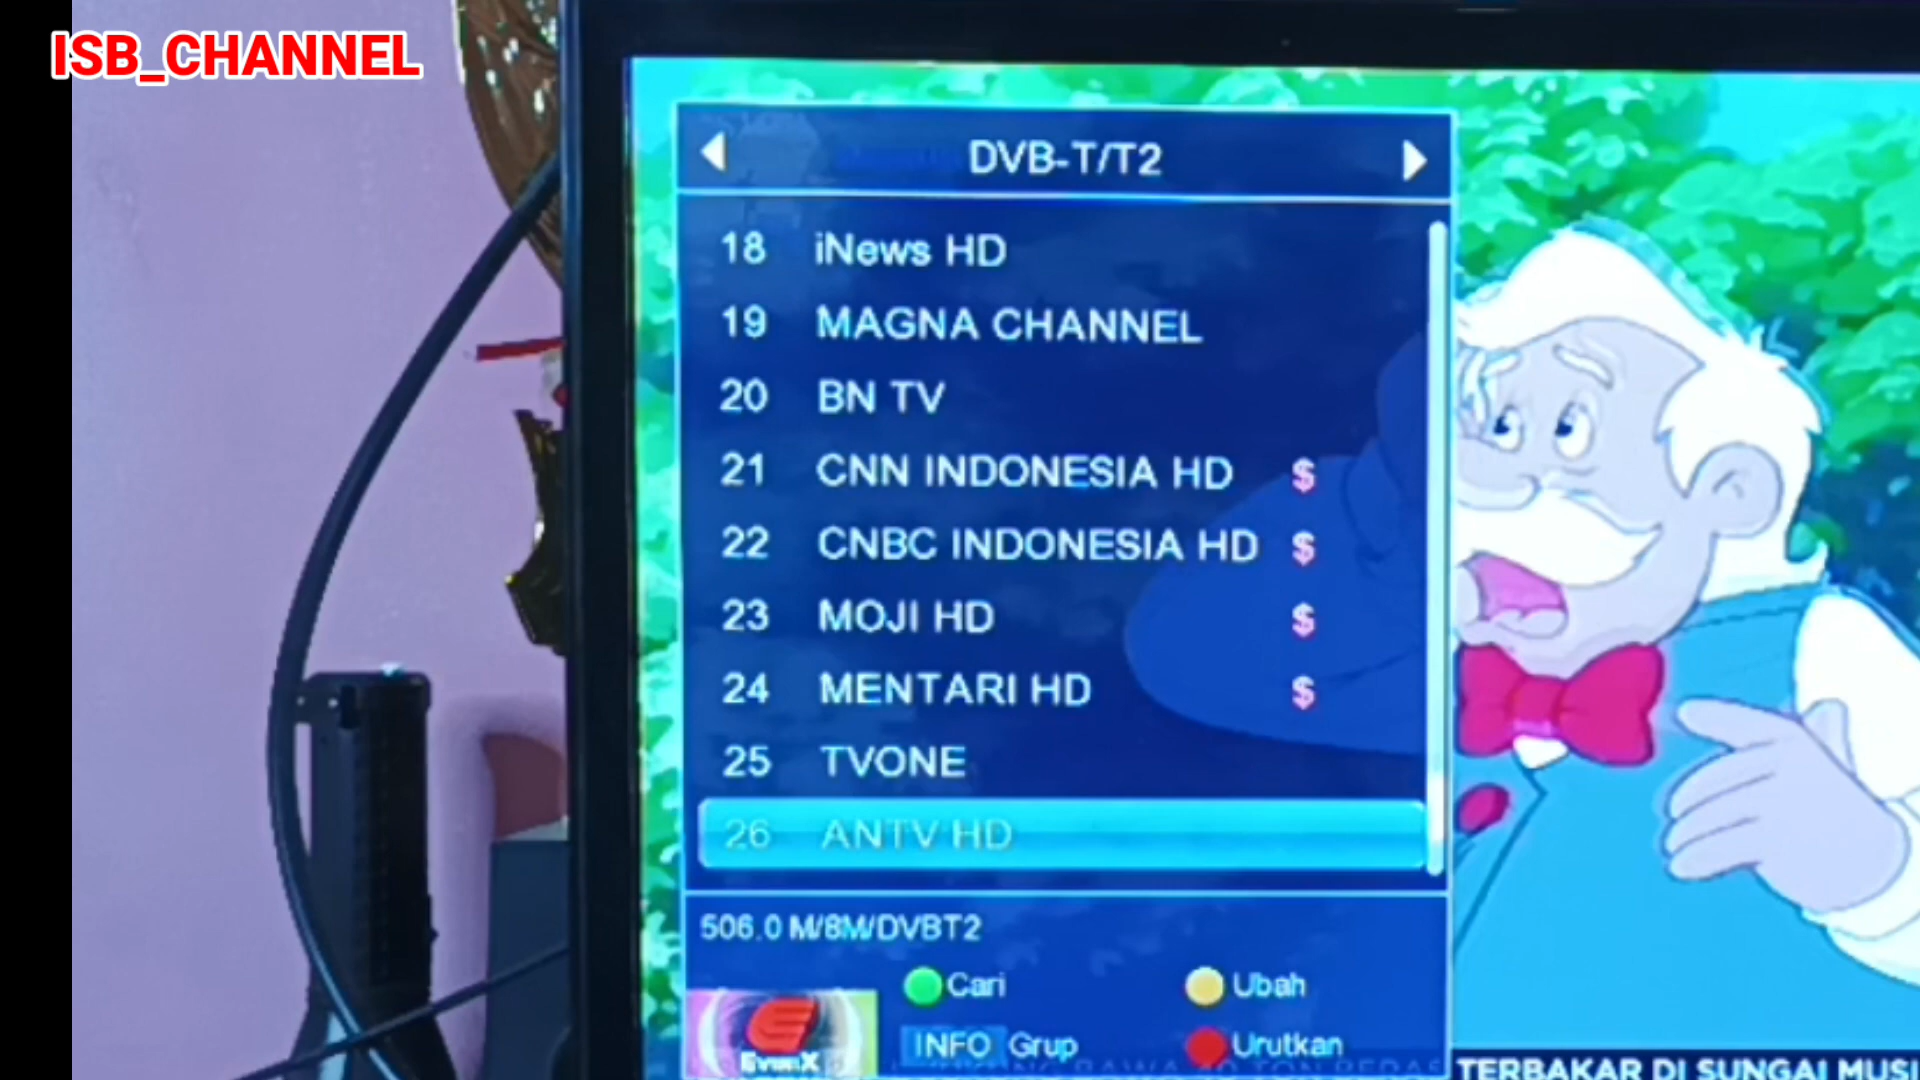 ISB_CHANNEL
DVB-T/T2
18 iNews HD
19 MAGNA CHANNEL
20 BN TV
21 CNN INDONESIA HD $
22 CNBC INDONESIA HD $
23 MOJI HD $
24 MENTARI HD $
25 TVONE
26 ANTV HD
506.0 M/8M/DVBT2
Cari Ubah
INFO Grup Urutkan
EvinIX
TERBAKAR DI SUNGAI MUSI